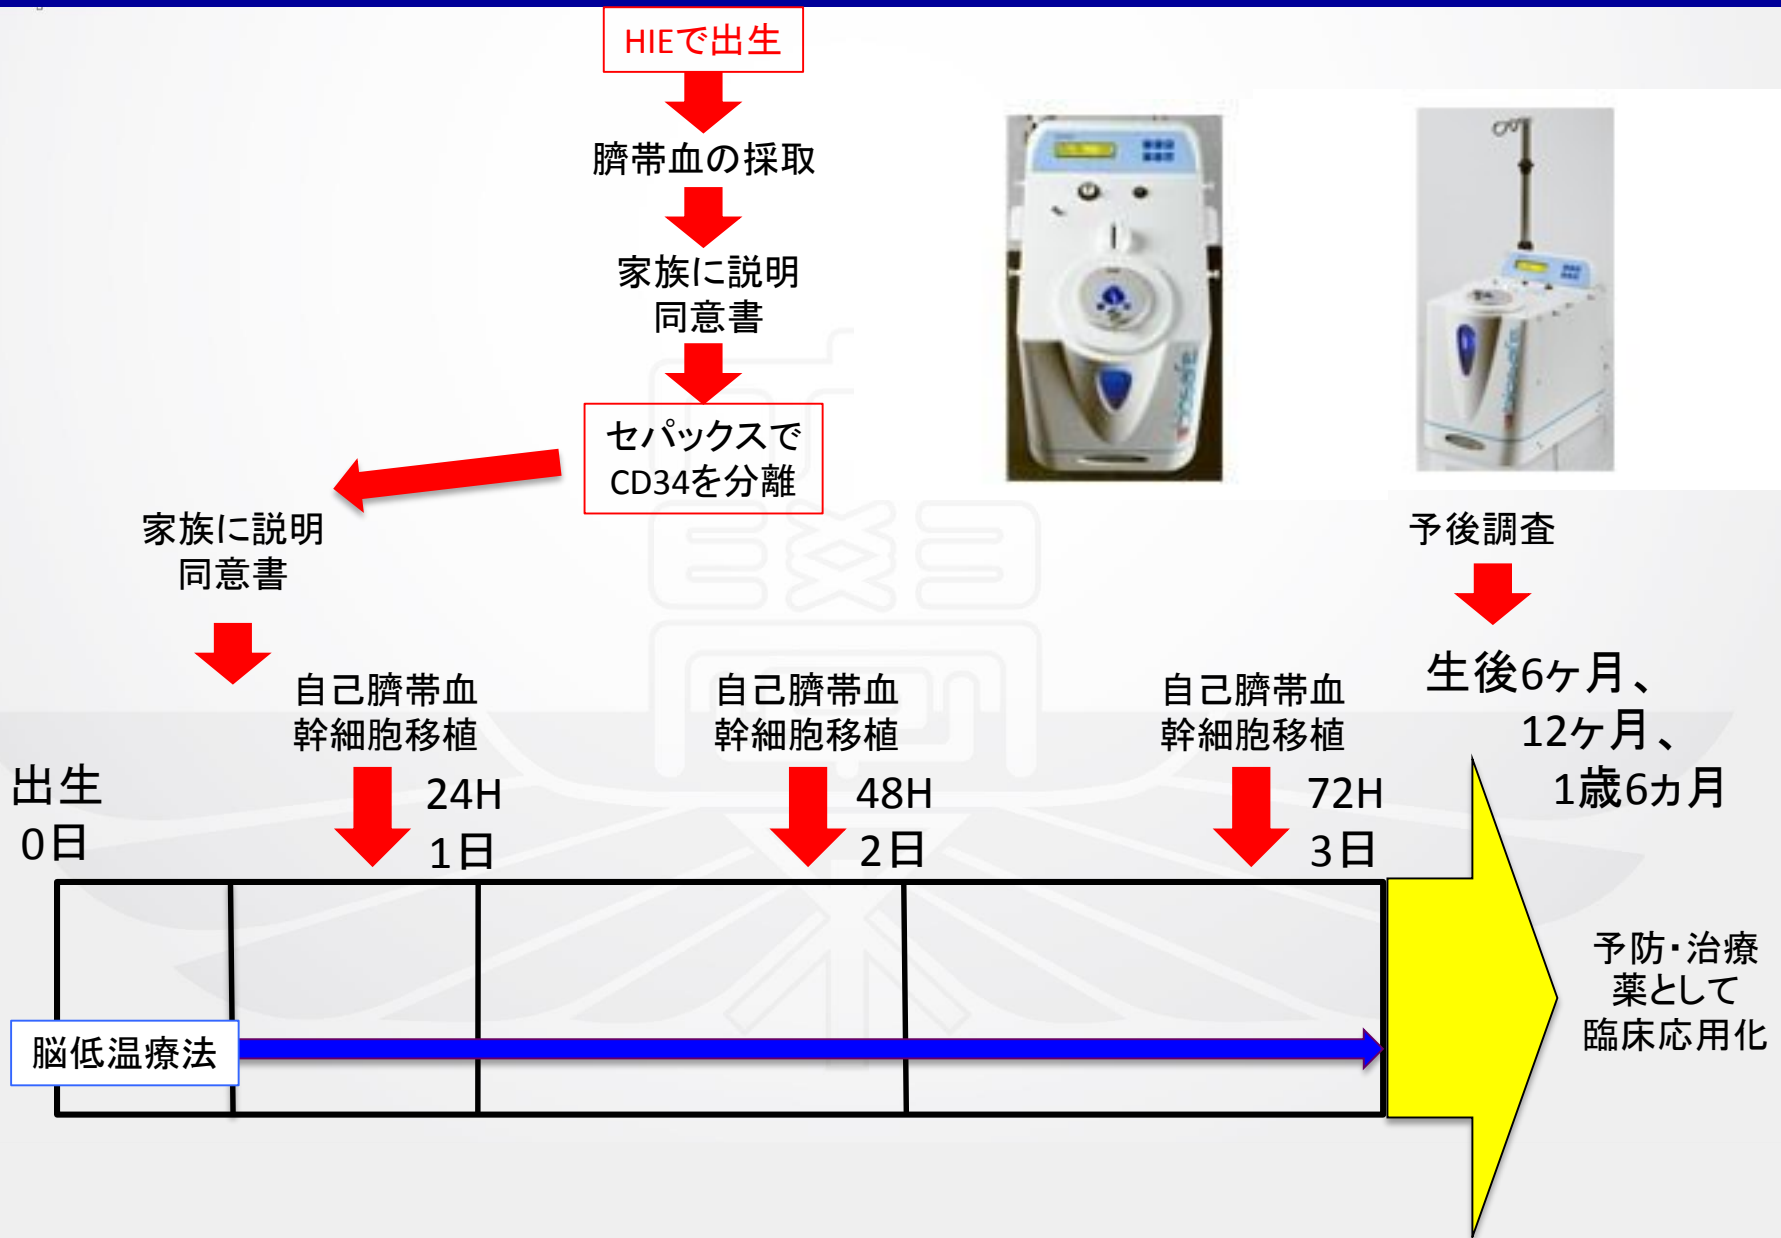 HIEで出生
臍帯血の採取
家族に説明
同意書
セパックスで
CD34を分離
家族に説明
同意書
予後調査
生後6ヶ月、
12ヶ月、
1歳6カ月
自己臍帯血
幹細胞移植
自己臍帯血
幹細胞移植
自己臍帯血
幹細胞移植
出生
0日
24H
1日
48H
2日
72H
3日
脳低温療法
予防・治療
薬として
臨床応用化
biosafe
biosafe